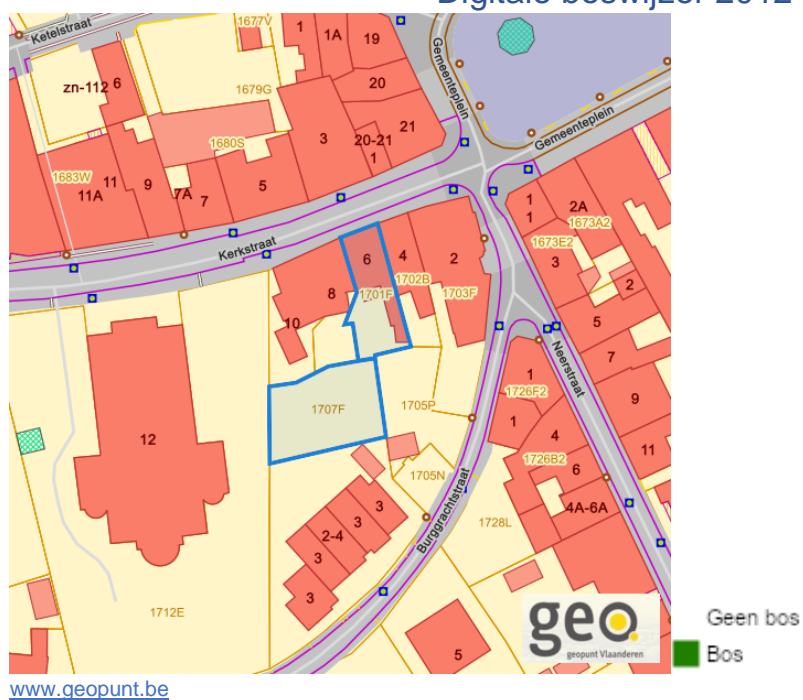 Digitale boswijzer 2012
Ketelstraat
1677V
1
1A
19
Gemeenteplein
zn-112
6
1679G
20
21
Gemeenteplein
1680S
3
20-21
1
1683W
11
11A
9
7A
7
5
1
1
2A
1673A2
Kerkstraat
6
4
2
1673E2
3
1702B
8
1701F
1703F
2
10
5
Neerstraat
7
1
1726F2
1707F
1705P
9
12
1
4
11
1726B2
1705N
6
3
3
4A-6A
2-4
3
Burggrachtstraat
1728L
3
1712E
geo
geopunt Vlaanderen
5
Geen bos
Bos
www.geopunt.be